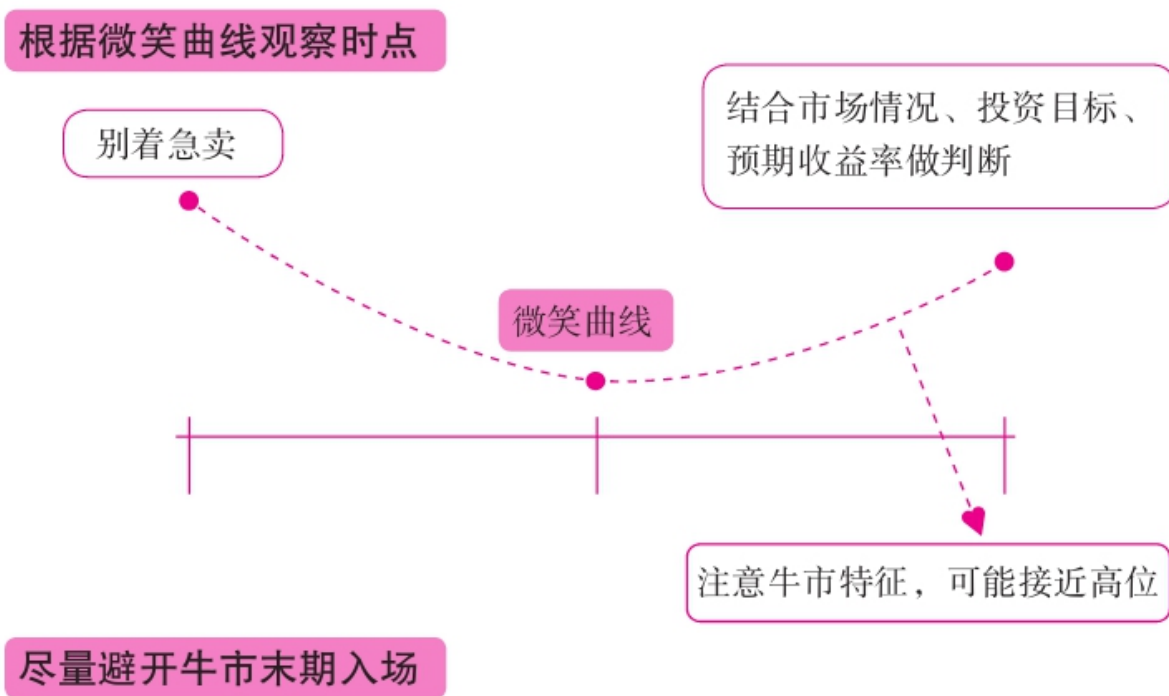 根据微笑曲线观察时点
别着急卖
结合市场情况、投资目标、
预期收益率做判断
微笑曲线
注意牛市特征，可能接近高位
尽量避开牛市末期入场